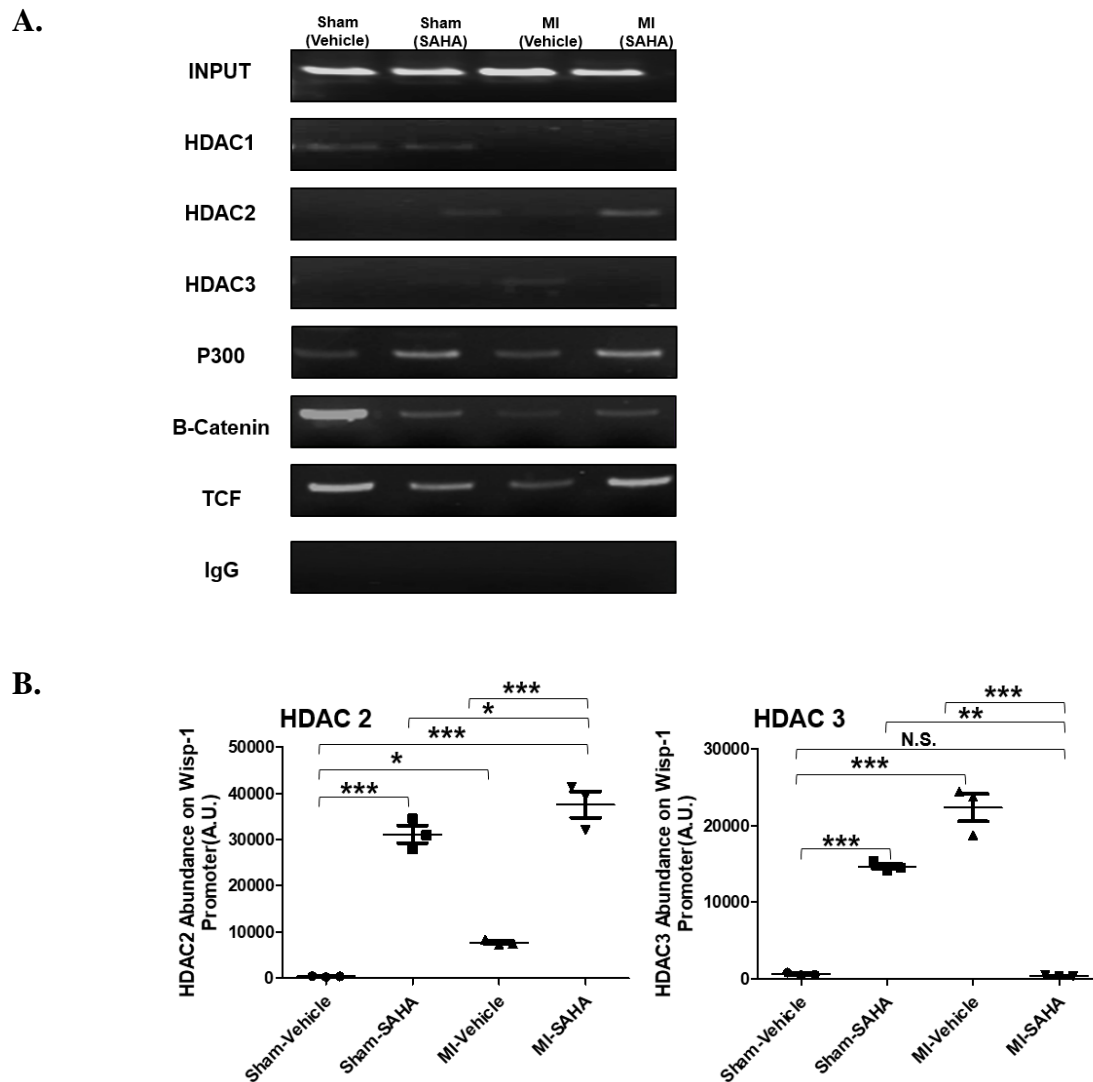 A.
Sham
(Vehicle)
Sham
(SAHA)
MI
(Vehicle)
MI
(SAHA)
INPUT
HDAC1
HDAC2
HDAC3
P300
B-Catenin
TCF
IgG
B.
HDAC 2
HDAC2 Abundance on Wisp-1
Promoter(A.U.)
50000
40000
30000
20000
10000
0
***
*
***
*
***
Sham-Vehicle
Sham-SAHA
MI-Vehicle
MI-SAHA
HDAC 3
HDAC3 Abundance on Wisp-1
Promoter(A.U.)
30000
20000
10000
0
***
**
N.S.
***
***
Sham-Vehicle
Sham-SAHA
MI-Vehicle
MI-SAHA